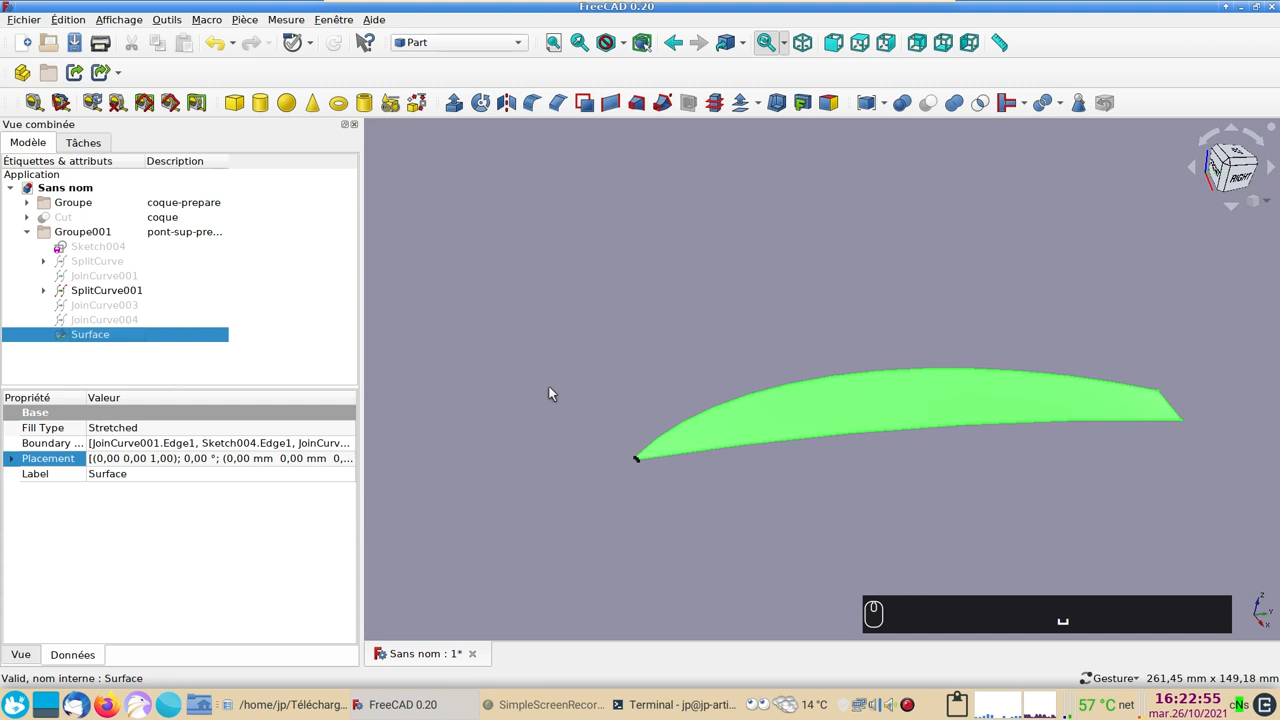 FreeCAD 0.20
Fichier Édition Affichage Outils Macro Pièce Mesure Fenêtre Aide
Part
Vue combinée
Modèle Tâches
Étiquettes & attributs Description
Application
Sans nom
Groupe coque-prepare
Cut coque
Groupe001 pont-sup-pre...
Sketch004
SplitCurve
JoinCurve001
SplitCurve001
JoinCurve003
JoinCurve004
Surface
Propriété Valeur
Base
Fill Type Stretched
Boundary ... [JoinCurve001.Edge1, Sketch004.Edge1, JoinCurv...
Placement [(0,00 0,00 1,00); 0,00 °; (0,00 mm 0,00 mm 0,...
Label Surface
RIGHT
Z
Y
X
Vue Données
Sans nom : 1*
Valid, nom interne : Surface
Gesture 261,45 mm x 149,18 mm
/home/jp/Télécharg... FreeCAD 0.20 SimpleScreenRecor... Terminal - jp@jp-arti... 14 °C 57 °C net 16:22:55
mar.26/10/2021